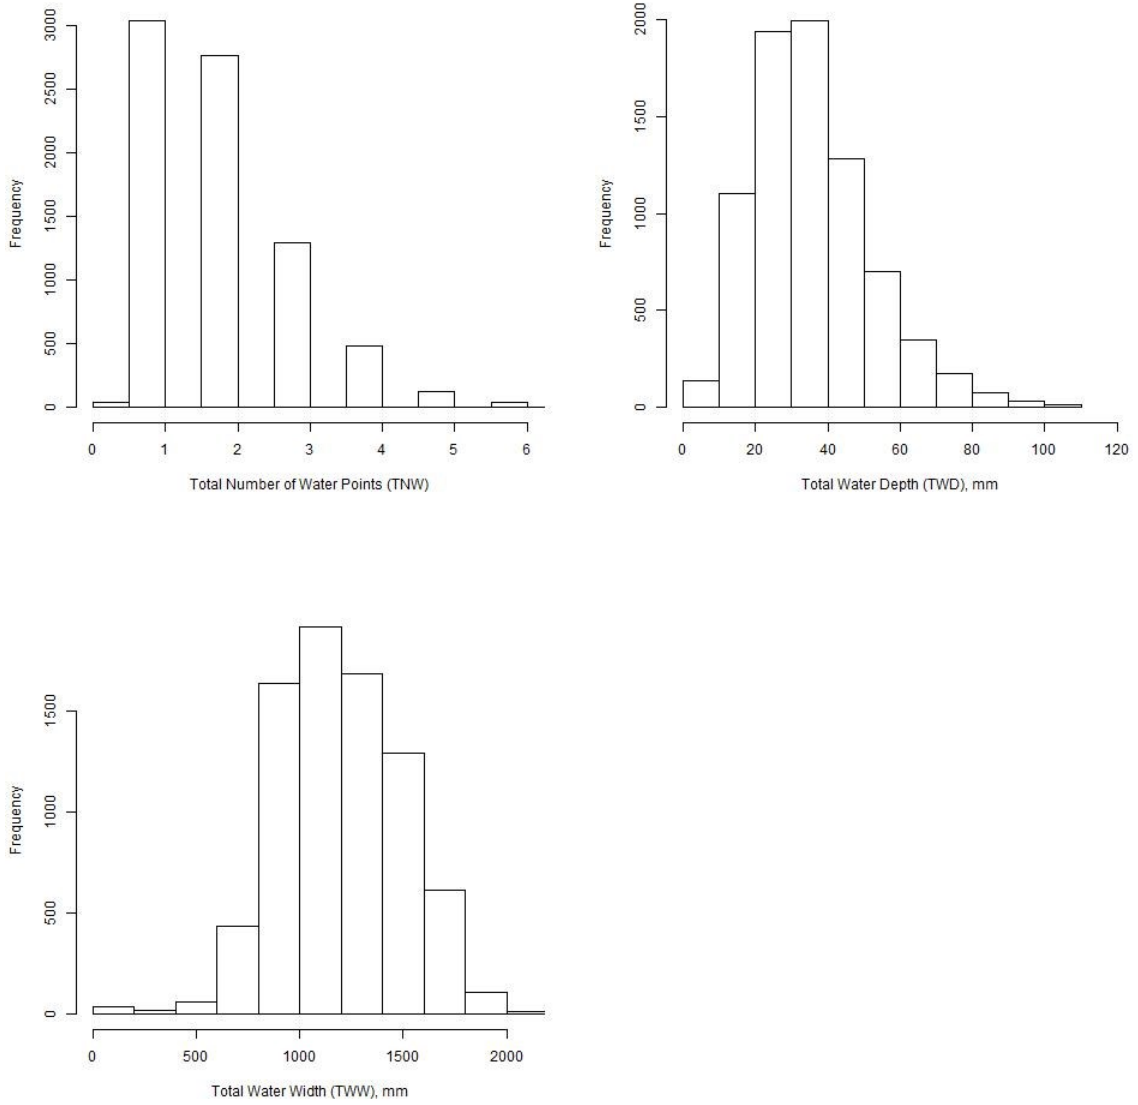 Frequency
0 500 1000 1500 2000 2500 3000
0 1 2 3 4 5 6
Total Number of Water Points (TNW)
Frequency
0 500 1000 1500 2000
0 20 40 60 80 100 120
Total Water Depth (TWD), mm
Frequency
0 500 1000 1500
0 500 1000 1500 2000
Total Water Width (TWW), mm